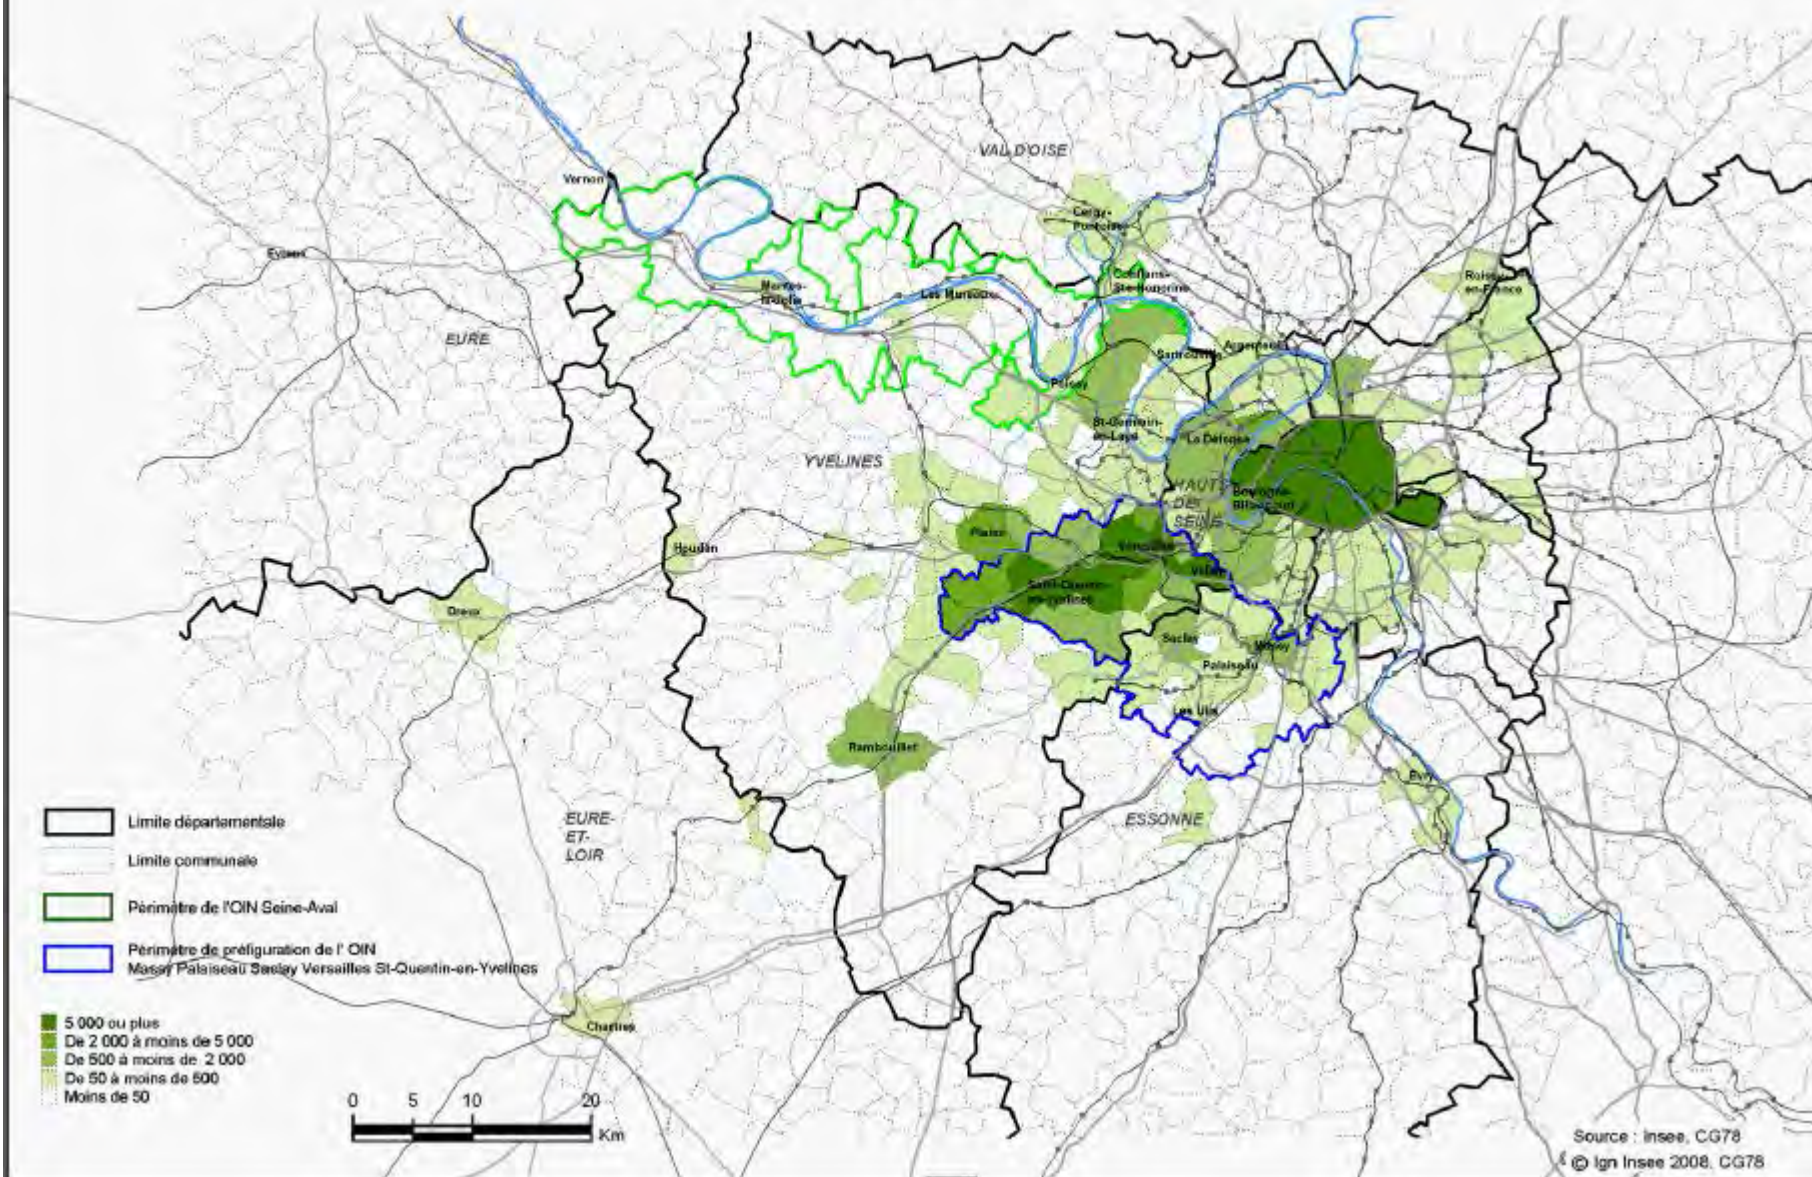 VAL D'OISE
Vernon
Cergy-
Pontoise
Evreux
Conflans-
Ste-Honorine
Roissy-
en-France
Les Mureaux
EURE
Argenteuil
Sartrouville
Poissy
St-Germain-
en-Laye
La Défense
YVELINES
HAUTS
DE
SEINE
Boulogne-
Billancourt
Plaisir
Houdan
Versailles
Vélizy
Saint-Quentin-
en-Yvelines
Dreux
Saclay
Massy
Palaiseau
Les Ulis
Rambouillet
Evry
EURE-
ET-
LOIR
ESSONNE
Limite départementale
Limite communale
Périmètre de l'OIN Seine-Aval
Périmètre de préfiguration de l' OIN
Massy Palaiseau Saclay Versailles St-Quentin-en-Yvelines
Chartres
5 000 ou plus
De 2 000 à moins de 5 000
De 500 à moins de 2 000
De 50 à moins de 500
Moins de 50
0 5 10 20
Km
Source : Insee, CG78
© Ign Insee 2008, CG78